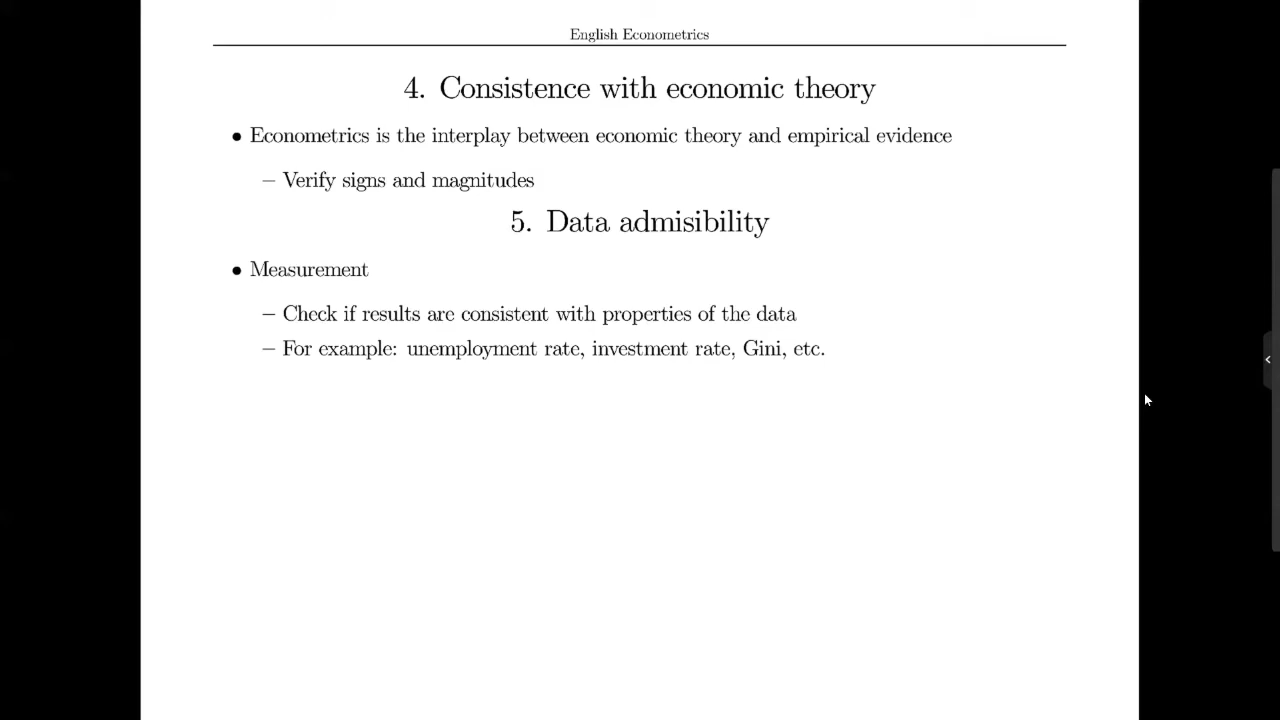 English Econometrics
4. Consistence with economic theory
• Econometrics is the interplay between economic theory and empirical evidence
– Verify signs and magnitudes
5. Data admisibility
• Measurement
– Check if results are consistent with properties of the data
– For example: unemployment rate, investment rate, Gini, etc.